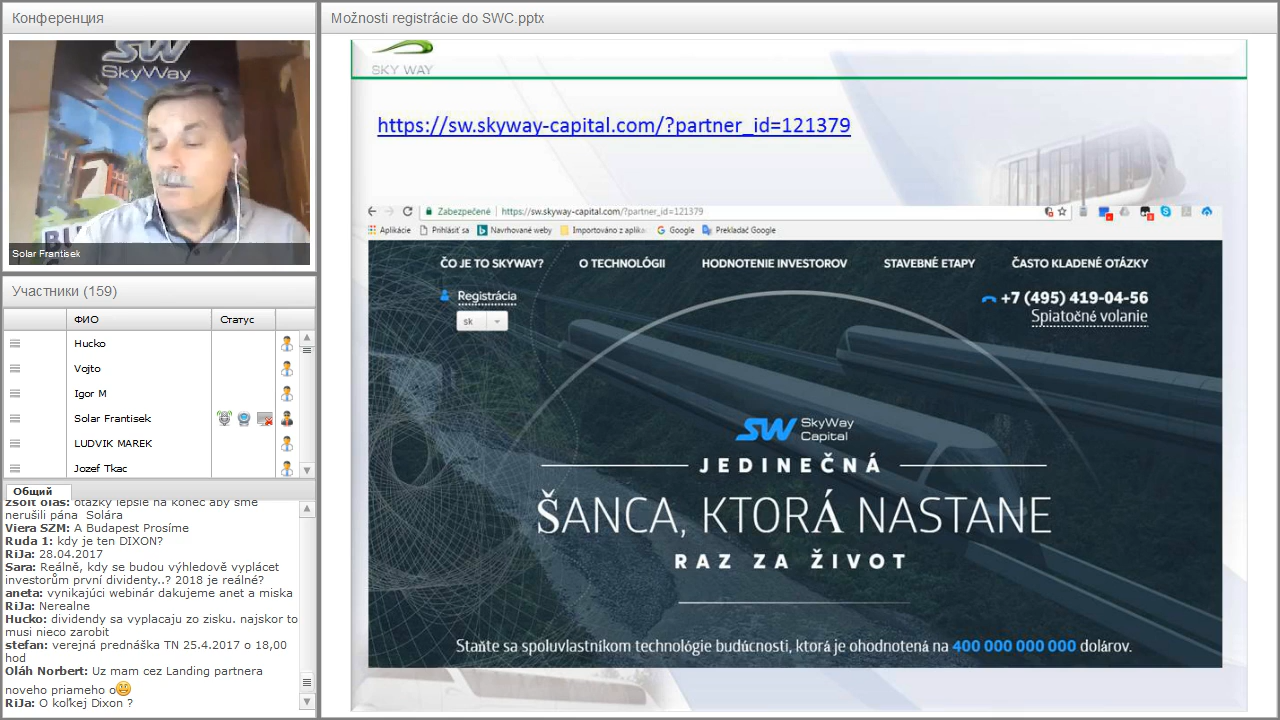 Конференция
SW
SkyWay
BU
Solar Frantisek
Участники (159)
ФИО
Статус
Hucko
Vojto
Igor M
Solar Frantisek
LUDVIK MAREK
Jozef Tkac
Общий
zsolt olas: otázky lepšie na konec aby sme
nerušili pána Solára
Viera SZM: A Budapest Prosíme
Ruda 1: kdy je ten DIXON?
RiJa: 28.04.2017
Sara: Reálně, kdy se budou výhledově vyplácet
investorům první dividenty..? 2018 je reálné?
aneta: vynikajúci webinár dakujeme anet a miska
RiJa: Nerealne
Hucko: dividendy sa vyplacaju zo zisku. najskor to
musi nieco zarobit
stefan: verejná prednáška TN 25.4.2017 o 18,00
hod
Oláh Norbert: Uz mam cez Landing partnera
noveho priameho o
RiJa: O koľkej Dixon ?
Možnosti registrácie do SWC.pptx
SKY WAY
https://sw.skyway-capital.com/?partner_id=121379
Zabezpečené | https://sw.skyway-capital.com/?partner_id=121379
Aplikácie Prihlásiť sa Navrhované weby Importováno z aplika Google Prekladač Google
ČO JE TO SKYWAY? O TECHNOLÓGII HODNOTENIE INVESTOROV STAVEBNÉ ETAPY ČASTO KLADENÉ OTÁZKY
Registrácia
+7 (495) 419-04-56
sk
Spiatočné volanie
SW SkyWay
Capital
JEDINEČNÁ
ŠANCA, KTORÁ NASTANE
RAZ ZA ŽIVOT
Staňte sa spoluvlastníkom technológie budúcnosti, ktorá je ohodnotená na 400 000 000 000 dolárov.